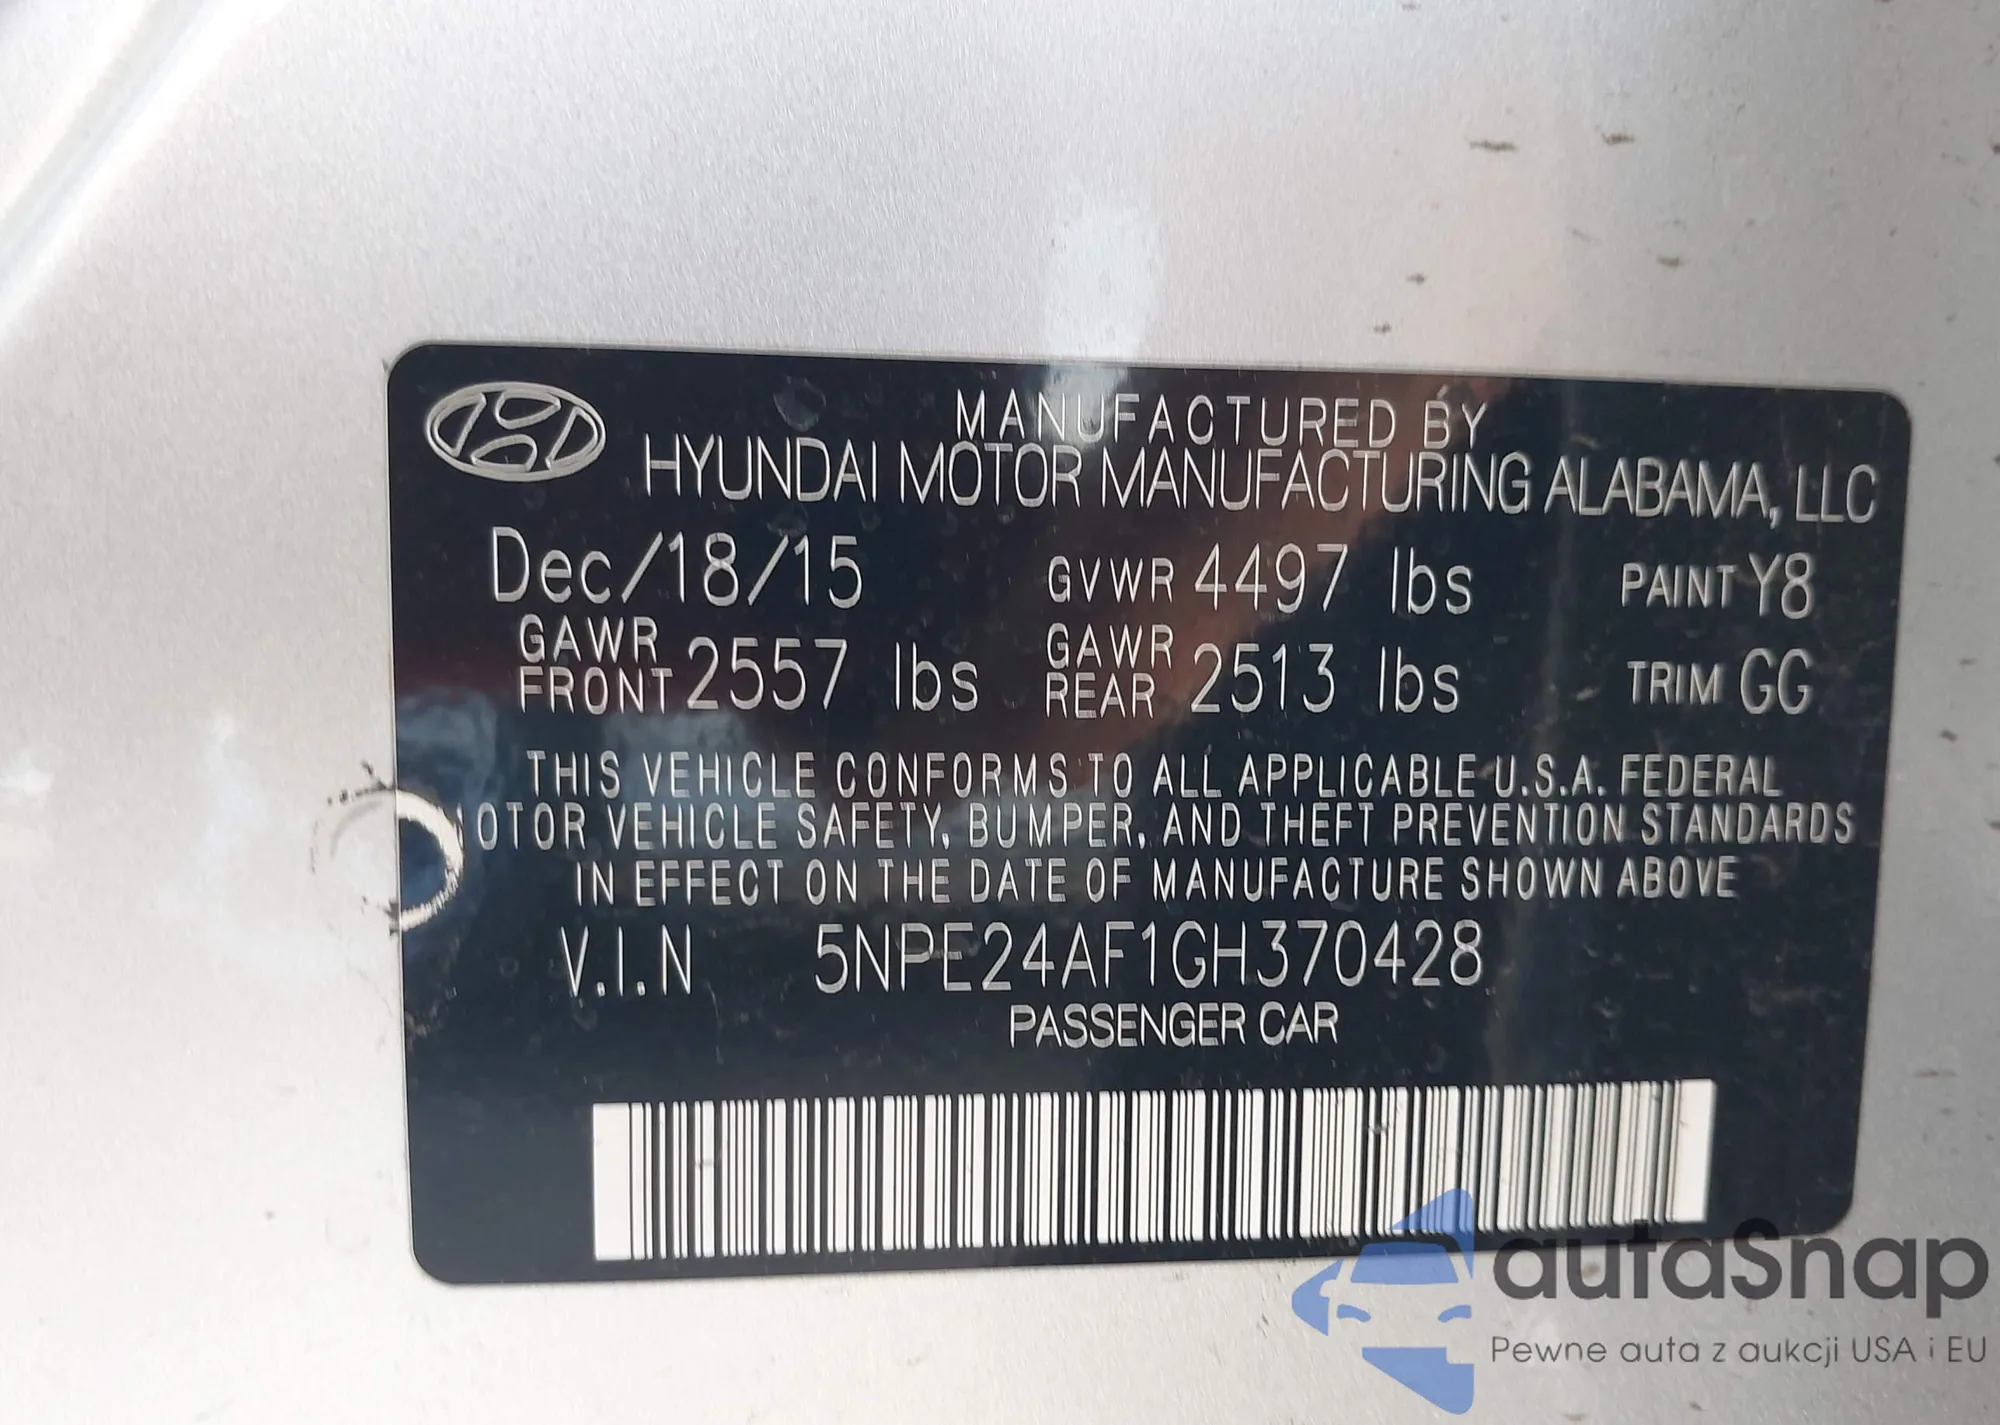 MANUFACTURED BY
HYUNDAI MOTOR MANUFACTURING ALABAMA, LLC
Dec/18/15 GVWR 4497 lbs PAINT Y8
GAWR FRONT 2557 lbs GAWR REAR 2513 lbs TRIM GG
THIS VEHICLE CONFORMS TO ALL APPLICABLE U.S.A. FEDERAL
MOTOR VEHICLE SAFETY, BUMPER, AND THEFT PREVENTION STANDARDS
IN EFFECT ON THE DATE OF MANUFACTURE SHOWN ABOVE
V.I.N 5NPE24AF1GH370428
PASSENGER CAR
autaSnap
Pewne auta z aukcji USA i EU